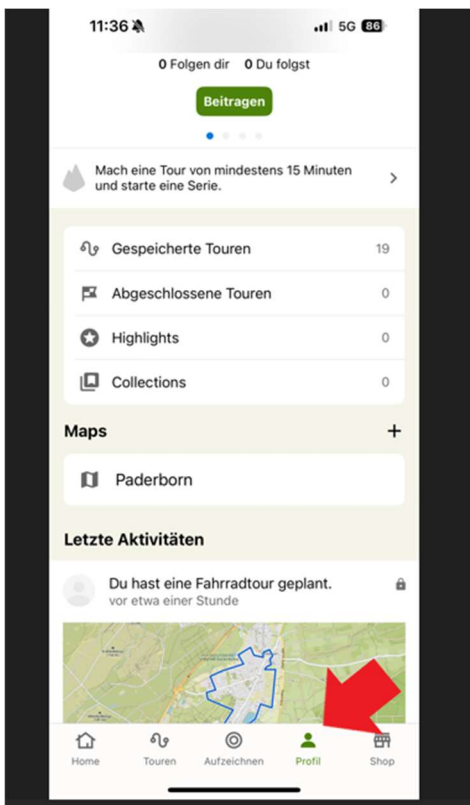 11:36
5G 86
0 Folgen dir 0 Du folgst
Beitragen
Mach eine Tour von mindestens 15 Minuten
und starte eine Serie.
Gespeicherte Touren 19
Abgeschlossene Touren 0
Highlights 0
Collections 0
Maps +
Paderborn
Letzte Aktivitäten
Du hast eine Fahrradtour geplant.
vor etwa einer Stunde
Home Touren Aufzeichnen Profil Shop